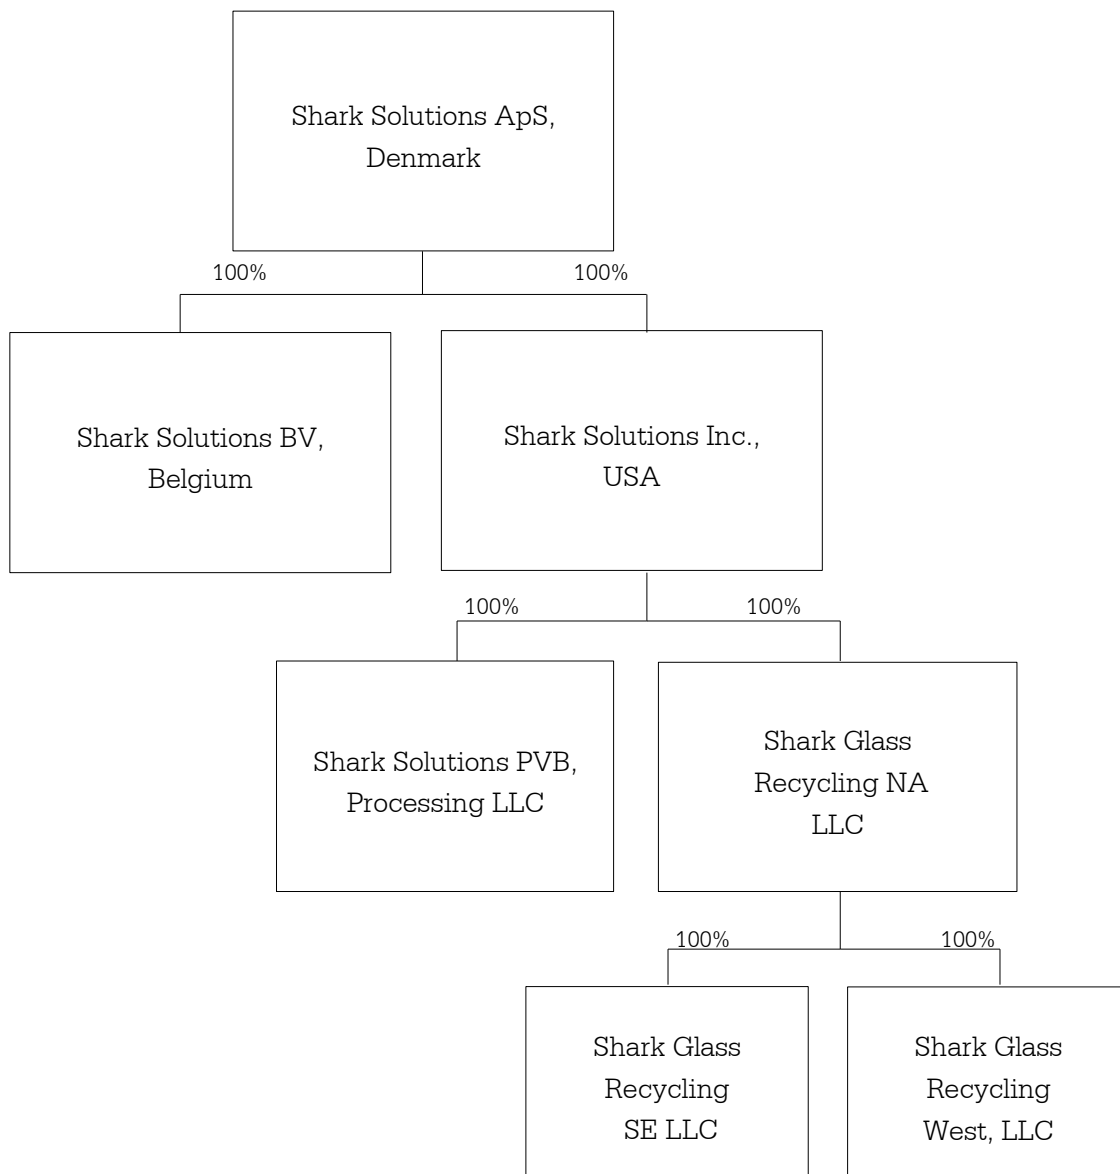 Shark Solutions ApS,
Denmark
100%
100%
Shark Solutions BV,
Belgium
Shark Solutions Inc.,
USA
100%
100%
Shark Solutions PVB,
Processing LLC
Shark Glass
Recycling NA
LLC
100%
100%
Shark Glass
Recycling
SE LLC
Shark Glass
Recycling
West, LLC